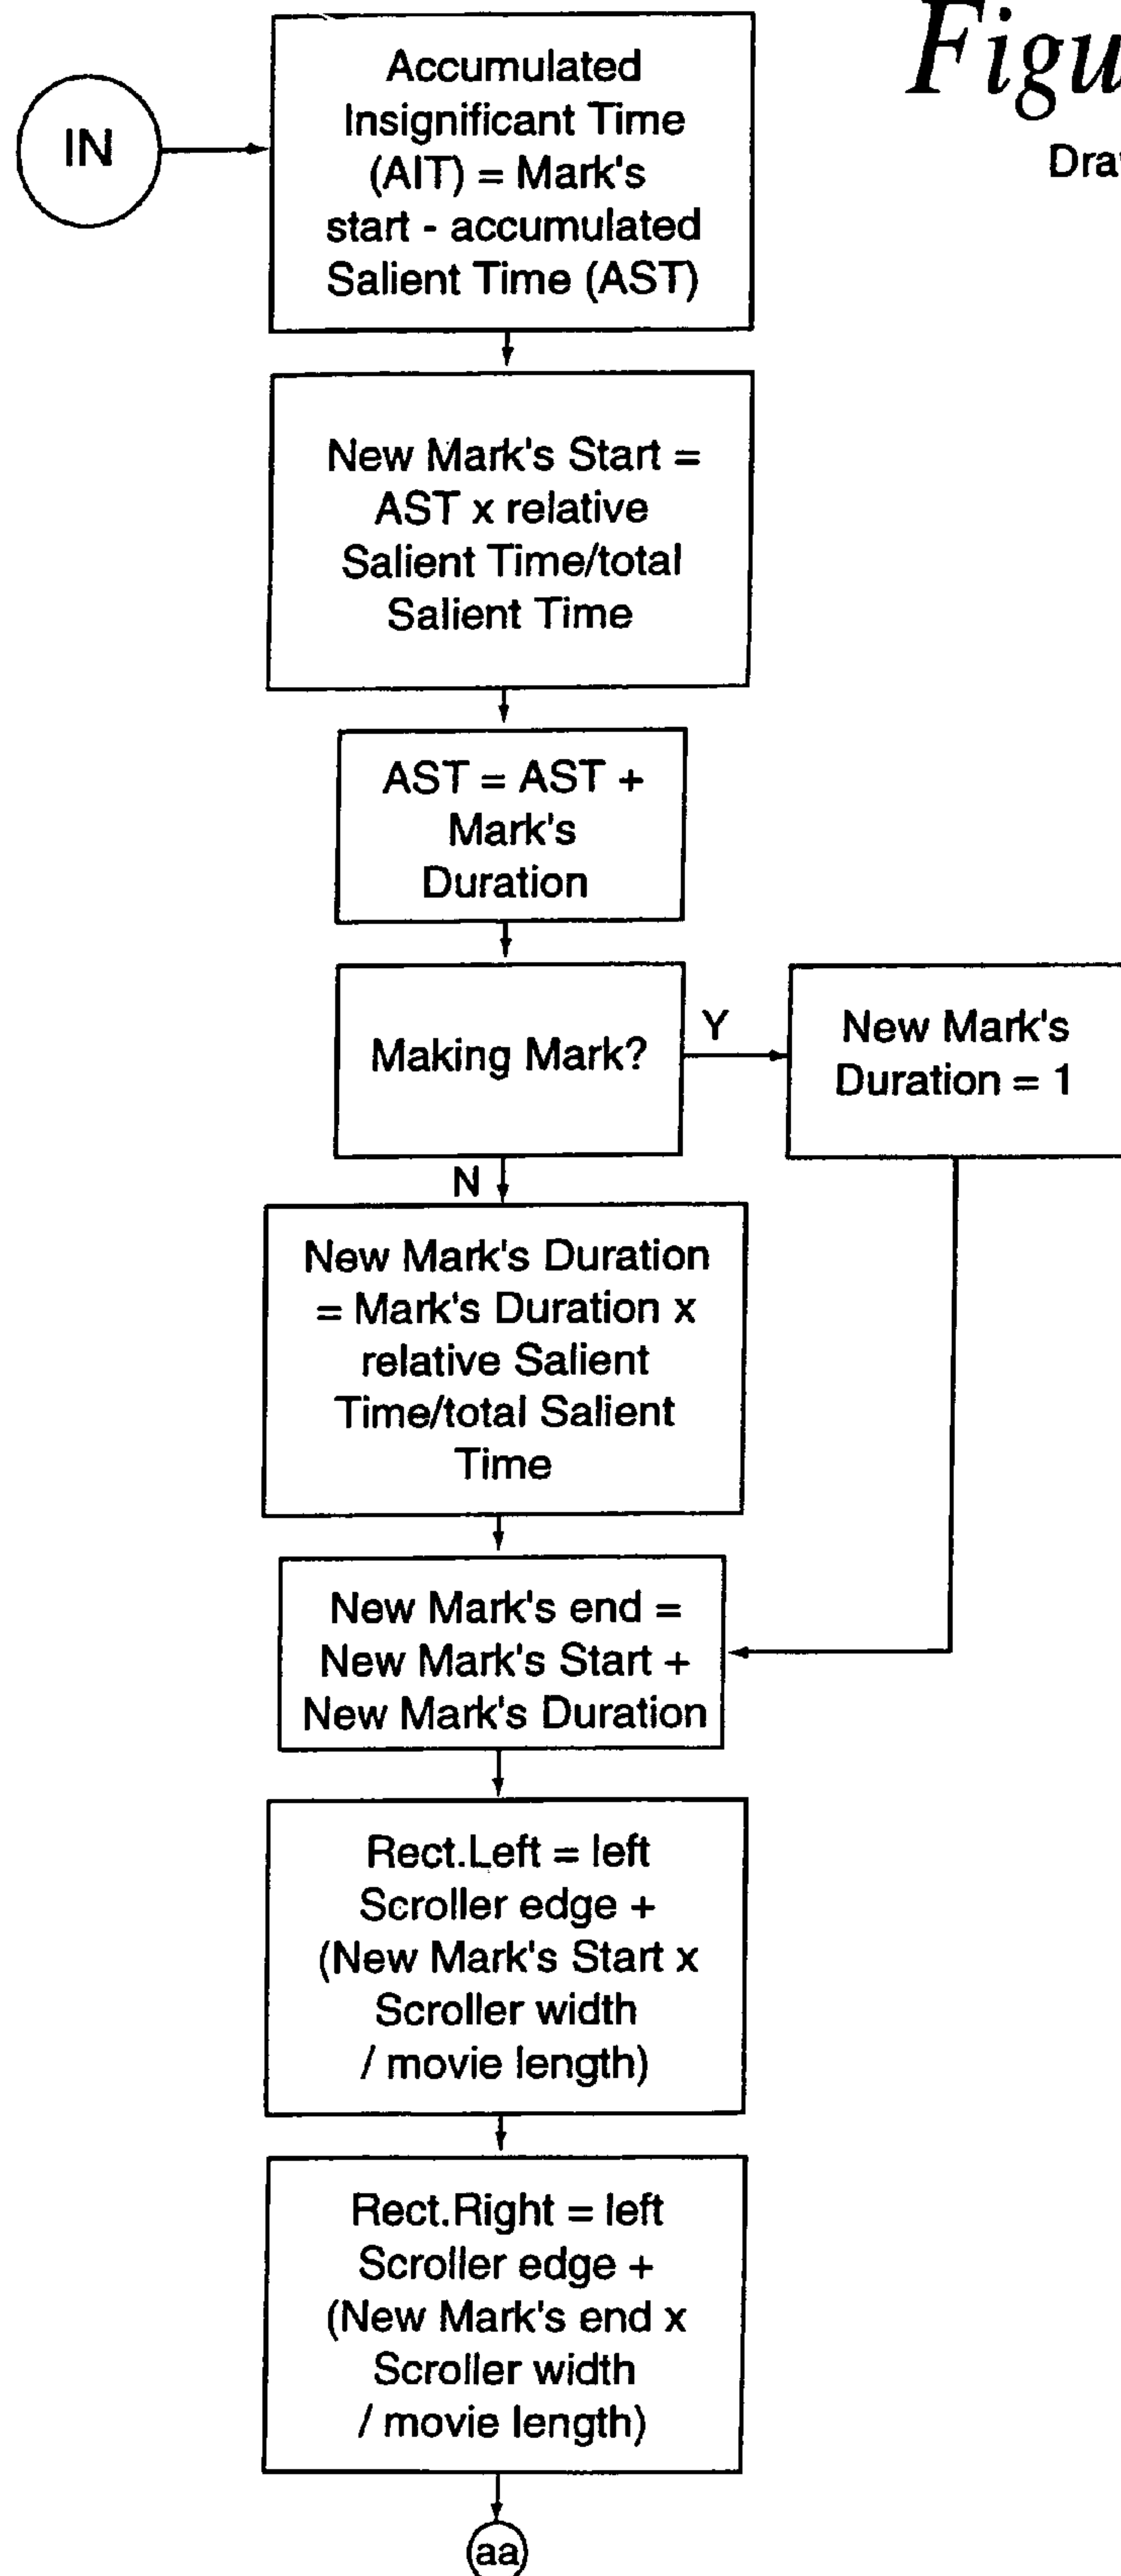 Figu
Dra
IN
Accumulated
Insignificant Time
(AIT) = Mark's
start - accumulated
Salient Time (AST)
New Mark's Start =
AST x relative
Salient Time/total
Salient Time
AST = AST +
Mark's
Duration
Making Mark?
Y
New Mark's
Duration = 1
N
New Mark's Duration
= Mark's Duration x
relative Salient
Time/total Salient
Time
New Mark's end =
New Mark's Start +
New Mark's Duration
Rect.Left = left
Scroller edge +
(New Mark's Start x
Scroller width
/ movie length)
Rect.Right = left
Scroller edge +
(New Mark's end x
Scroller width
/ movie length)
aa